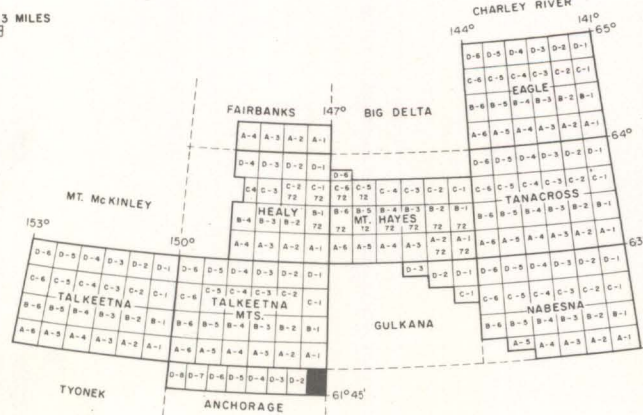 3 MILES
CHARLEY RIVER
144°
141°
65°
D-6 D-5 D-4 D-3 D-2 D-1
C-6 C-5 C-4 C-3 C-2 C-1
EAGLE
B-6 B-5 B-4 B-3 B-2 B-1
A-6 A-5 A-4 A-3 A-2 A-1
64°
FAIRBANKS
147°
BIG DELTA
A-4 A-3 A-2 A-1
D-4 D-3 D-2 D-1
D-6
C4 C-3 C-2 72 C-1 72
C-6 72 C-5 72 C-4 C-3 C-2 C-1
HEALY
B-4 B-3 B-2 B-1 72
MT. HAYES
B-6 72 B-5 72 B-4 72 B-3 72 B-2 72 B-1 72
A-4 A-3 A-2 A-1
A-6 A-5 A-4 A-3 A-2 72 A-1 72
D-6 D-5 D-4 D-3 D-2 D-1
C-6 C-5 C-4 C-3 C-2 C-1
TANACROSS
B-6 B-5 B-4 B-3 B-2 B-1
A-6 A-5 A-4 A-3 A-2 A-1
63°
MT. McKINLEY
153°
150°
D-6 D-5 D-4 D-3 D-2 D-1
C-6 C-5 C-4 C-3 C-2 C-1
TALKEETNA
B-6 B-5 B-4 B-3 B-2 B-1
A-6 A-5 A-4 A-3 A-2 A-1
D-6 D-5 D-4 D-3 D-2 D-1
C-6 C-5 C-4 C-3 C-2 C-1
TALKEETNA
MTS.
B-6 B-5 B-4 B-3 B-2 B-1
A-6 A-5 A-4 A-3 A-2 A-1
D-8 D-7 D-6 D-5 D-4 D-3 D-2
61°45'
TYONEK
ANCHORAGE
D-3 D-2 D-1
C-1
GULKANA
D-6 D-5 D-4 D-3 D-2 D-1
C-6 C-5 C-4 C-3 C-2 C-1
NABESNA
B-6 B-5 B-4 B-3 B-2 B-1
A-5 A-4 A-3 A-2 A-1